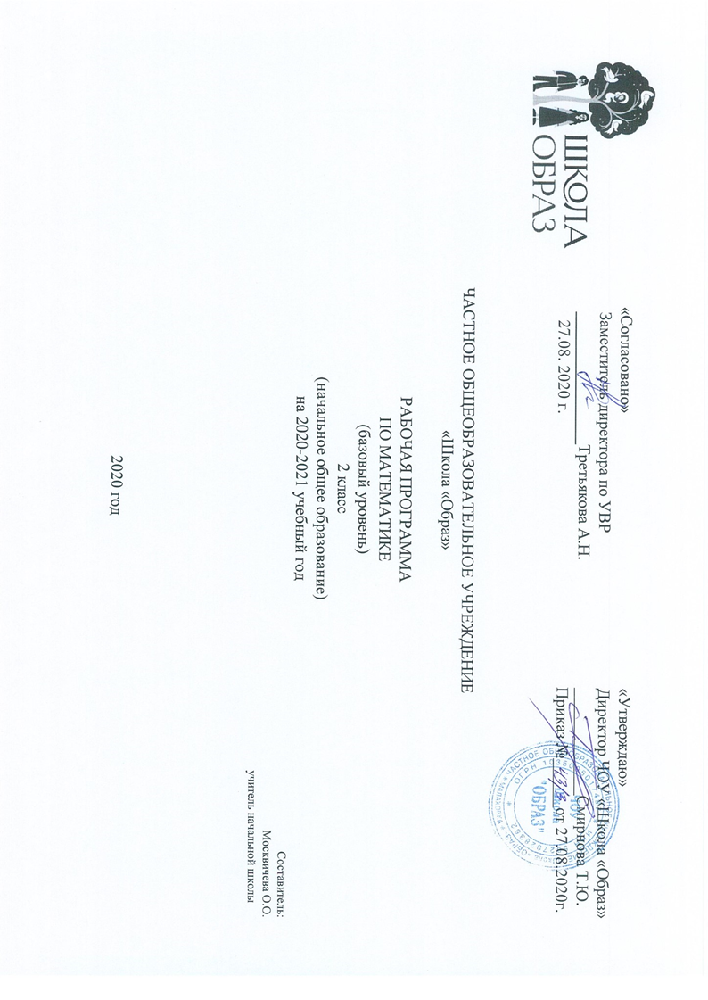 ШКОЛА
ОБРАЗ
«Согласовано»
Заместитель директора по УВР
Третьякова А.Н.
27.08. 2020 г.
«Утверждаю»
Директор ЧОУ «Школа «Образ»
Смирнова Т.Ю.
Приказ № от 27.08.2020г.
"ОБРАЗ"
ЧАСТНОЕ ОБЩЕОБРАЗОВАТЕЛЬНОЕ УЧРЕЖДЕНИЕ
«Школа «Образ»
РАБОЧАЯ ПРОГРАММА
ПО МАТЕМАТИКЕ
(базовый уровень)
2 класс
(начальное общее образование)
на 2020-2021 учебный год
Составитель:
Москвичева О.О.
учитель начальной школы
2020 год